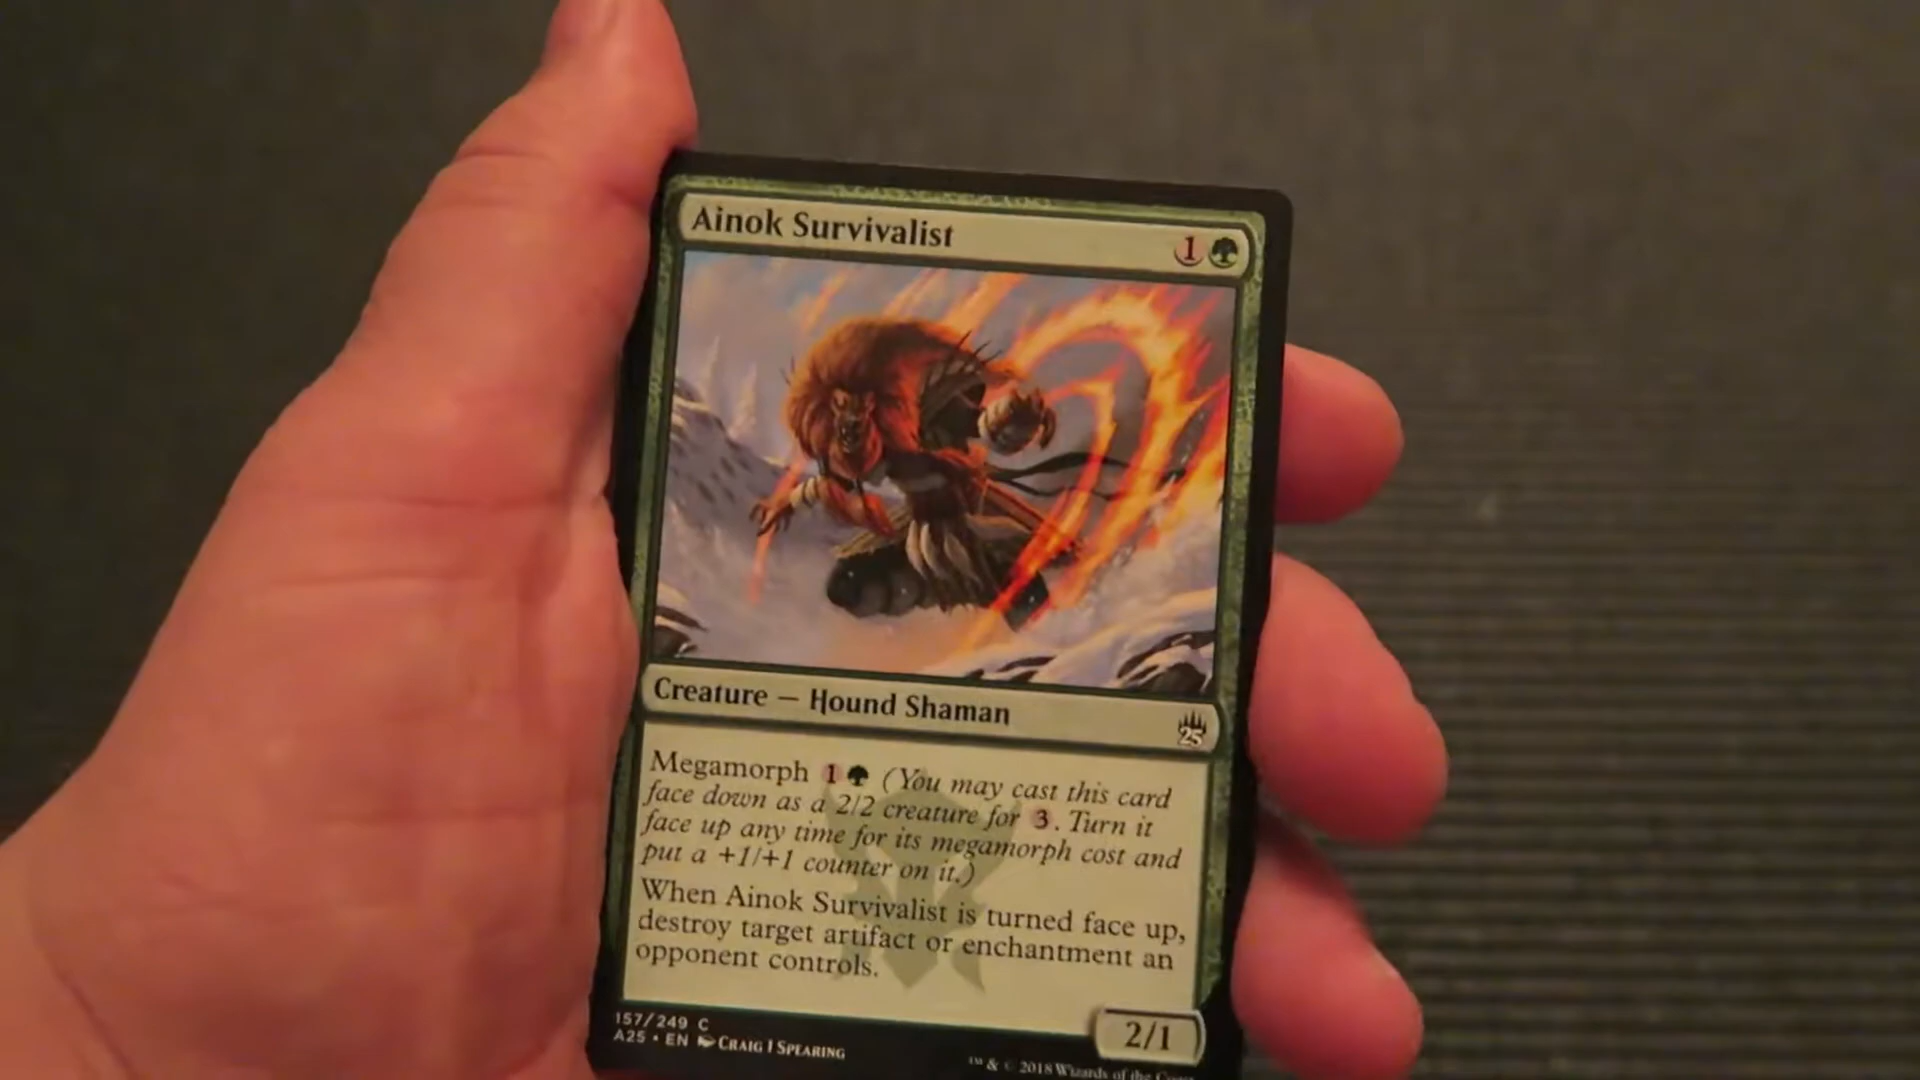 Ainok Survivalist 1
Creature — Hound Shaman
25
Megamorph 1 (You may cast this card
face down as a 2/2 creature for 3. Turn it
face up any time for its megamorph cost and
put a +1/+1 counter on it.)
When Ainok Survivalist is turned face up,
destroy target artifact or enchantment an
opponent controls.
2/1
157/249 C
A25 • EN Craig J Spearing
™ & © 2018 Wizards of the